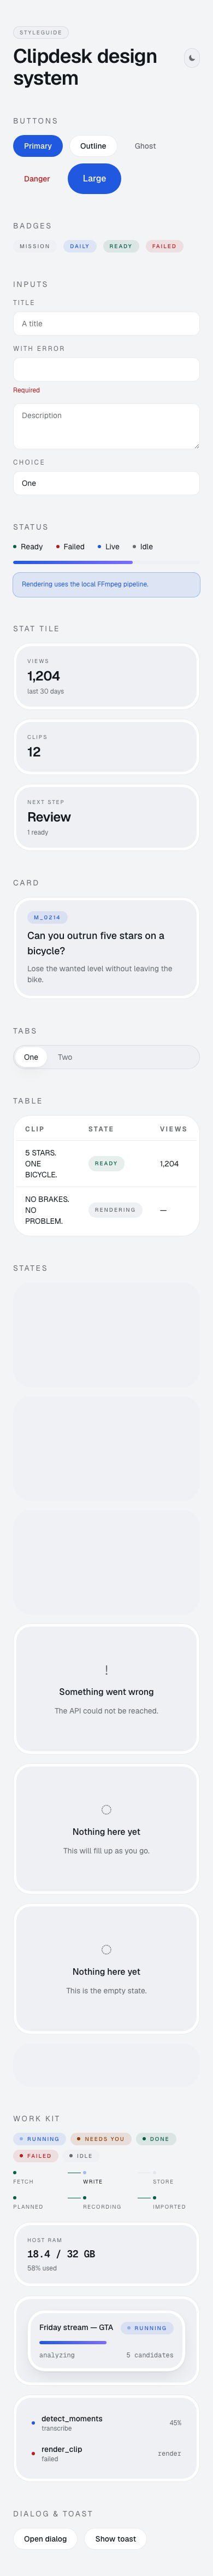 STYLEGUIDE
Clipdesk design
system
BUTTONS
Primary
Outline
Ghost
Danger
Large
BADGES
MISSION
DAILY
READY
FAILED
INPUTS
TITLE
A title
WITH ERROR
Required
Description
CHOICE
One
STATUS
Ready
Failed
Live
Idle
Rendering uses the local FFmpeg pipeline.
STAT TILE
VIEWS
1,204
last 30 days
CLIPS
12
NEXT STEP
Review
1 ready
CARD
M_0214
Can you outrun five stars on a
bicycle?
Lose the wanted level without leaving the
bike.
TABS
One
Two
TABLE
CLIP STATE VIEWS
5 STARS.
ONE
BICYCLE.
READY
1,204
NO BRAKES.
NO
PROBLEM.
RENDERING
—
STATES
!
Something went wrong
The API could not be reached.
Nothing here yet
This will fill up as you go.
Nothing here yet
This is the empty state.
WORK KIT
RUNNING
NEEDS YOU
DONE
FAILED
IDLE
FETCH
WRITE
STORE
PLANNED
RECORDING
IMPORTED
HOST RAM
18.4 / 32 GB
58% used
Friday stream — GTA
RUNNING
analyzing
5 candidates
detect_moments
transcribe
45%
render_clip
failed
render
DIALOG & TOAST
Open dialog
Show toast